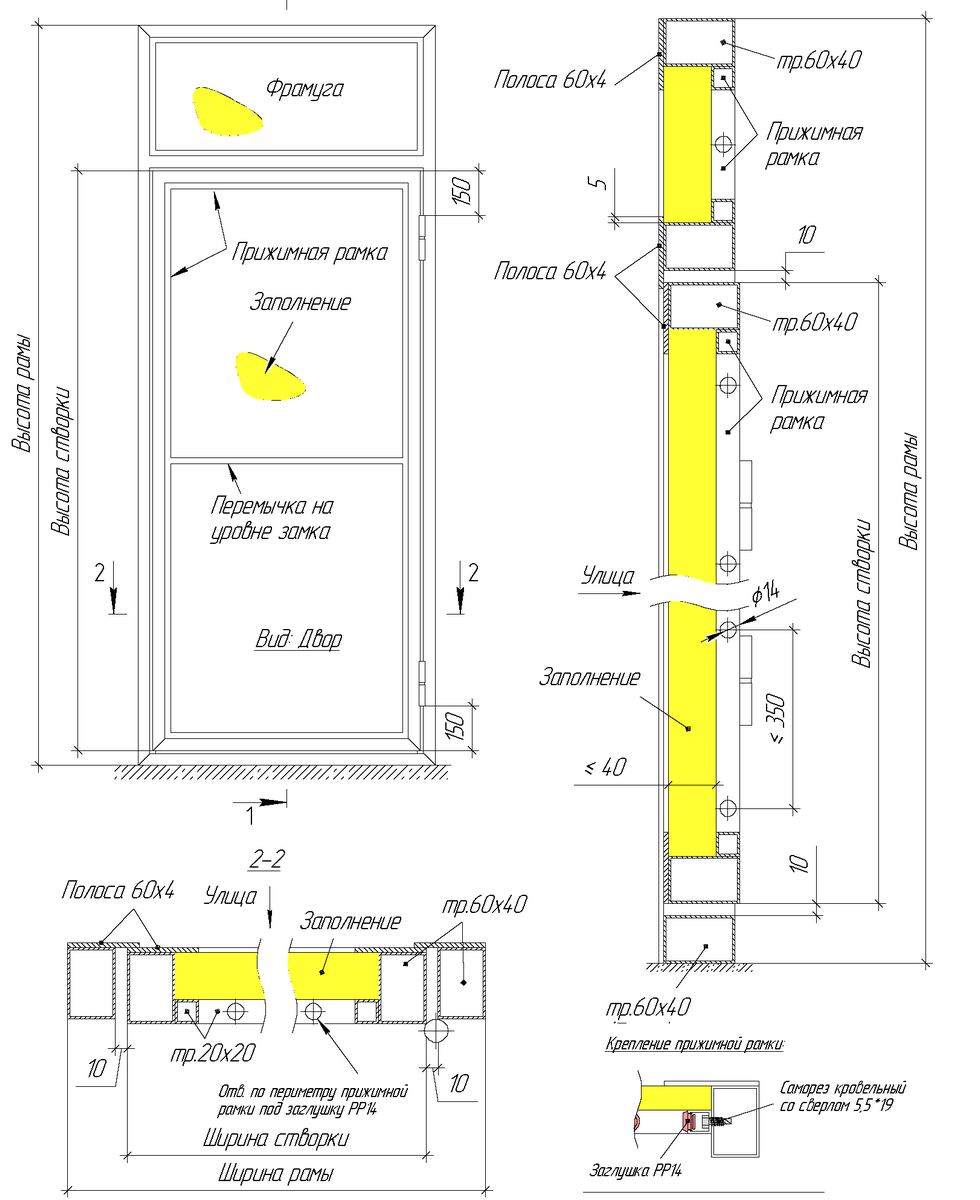 Фрамуга
150
Прижимная рамка
Заполнение
Высота рамы
Высота створки
Перемычка на
уровне замка
2
2
Вид: Двор
150
1
Полоса 60х4
тр.60х40
Прижимная
рамка
5
10
Полоса 60х4
тр.60х40
Прижимная
рамка
Высота рамы
Высота створки
Улица
ϕ14
Заполнение
≤ 350
≤ 40
10
тр.60х40
2-2
Полоса 60х4
Улица
Заполнение
тр.60х40
тр.20х20
10
10
Отв. по периметру прижимной
рамки под заглушку РР14
Ширина створки
Ширина рамы
Крепление прижимной рамки:
Саморез кровельный
со сверлом 5,5*19
Заглушка РР14